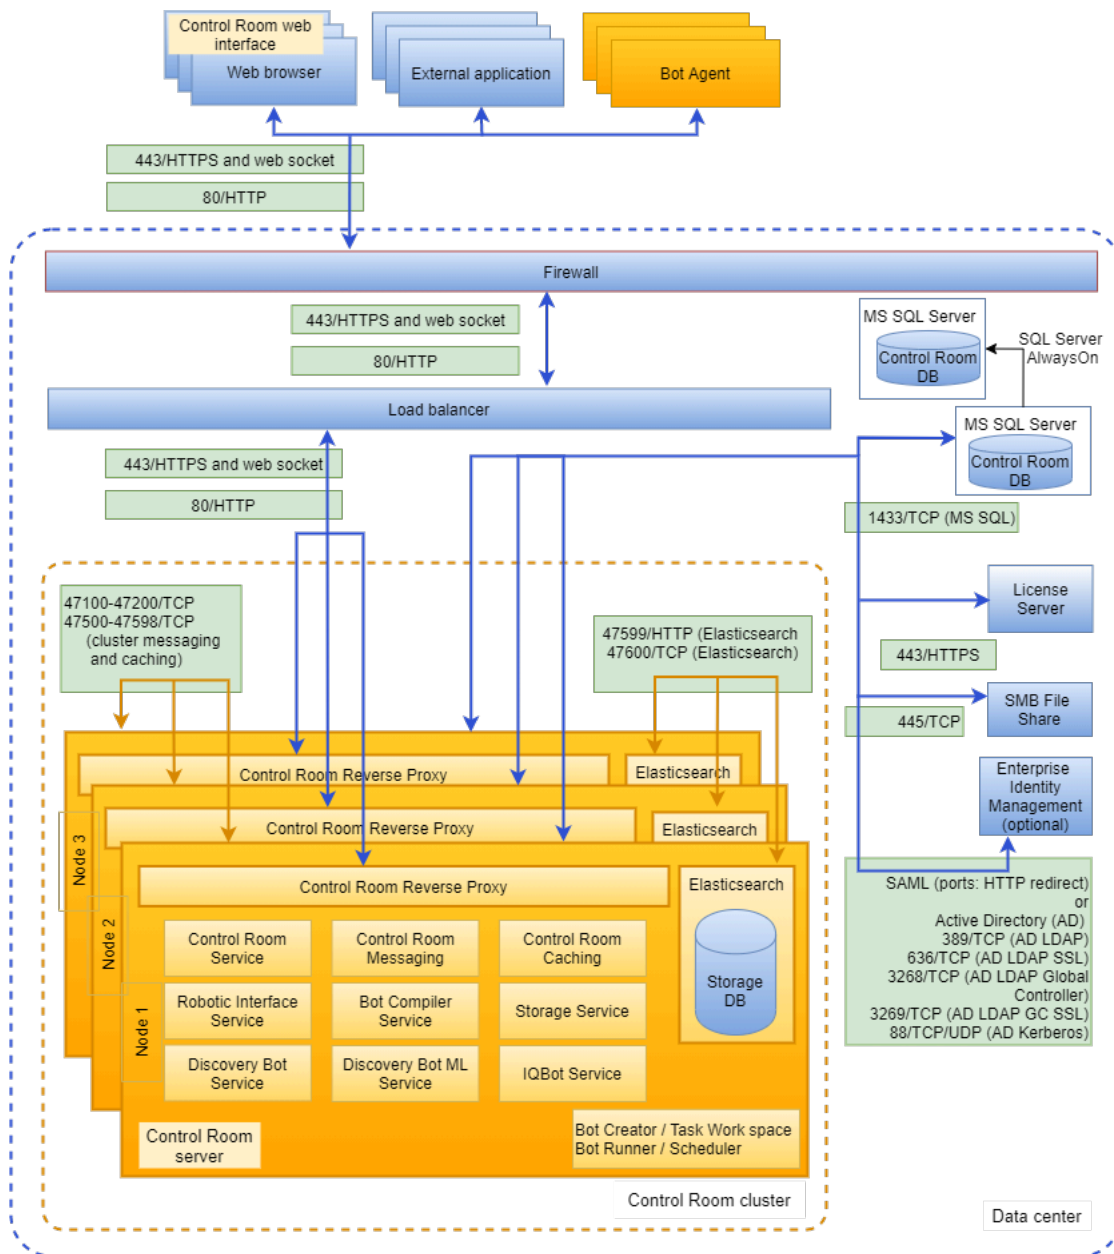 Control Room web
interface
Web browser
External application
Bot Agent
443/HTTPS and web socket
80/HTTP
Firewall
443/HTTPS and web socket
80/HTTP
MS SQL Server
Control Room
DB
SQL Server
AlwaysOn
Load balancer
MS SQL Server
Control Room
DB
443/HTTPS and web socket
80/HTTP
1433/TCP (MS SQL)
47100-47200/TCP
47500-47598/TCP
(cluster messaging
and caching)
47599/HTTP (Elasticsearch
47600/TCP (Elasticsearch)
License
Server
443/HTTPS
SMB File
Share
445/TCP
Enterprise
Identity
Management
(optional)
Control Room Reverse Proxy
Elasticsearch
Control Room Reverse Proxy
Elasticsearch
Node 3
Control Room Reverse Proxy
Elasticsearch
Storage
DB
Node 2
Control Room
Service
Control Room
Messaging
Control Room
Caching
Node 1
Robotic Interface
Service
Bot Compiler
Service
Storage Service
Discovery Bot
Service
Discovery Bot ML
Service
IQBot Service
SAML (ports: HTTP redirect)
or
Active Directory (AD)
389/TCP (AD LDAP)
636/TCP (AD LDAP SSL)
3268/TCP (AD LDAP Global
Controller)
3269/TCP (AD LDAP GC SSL)
88/TCP/UDP (AD Kerberos)
Control Room
server
Bot Creator / Task Work space
Bot Runner / Scheduler
Control Room cluster
Data center